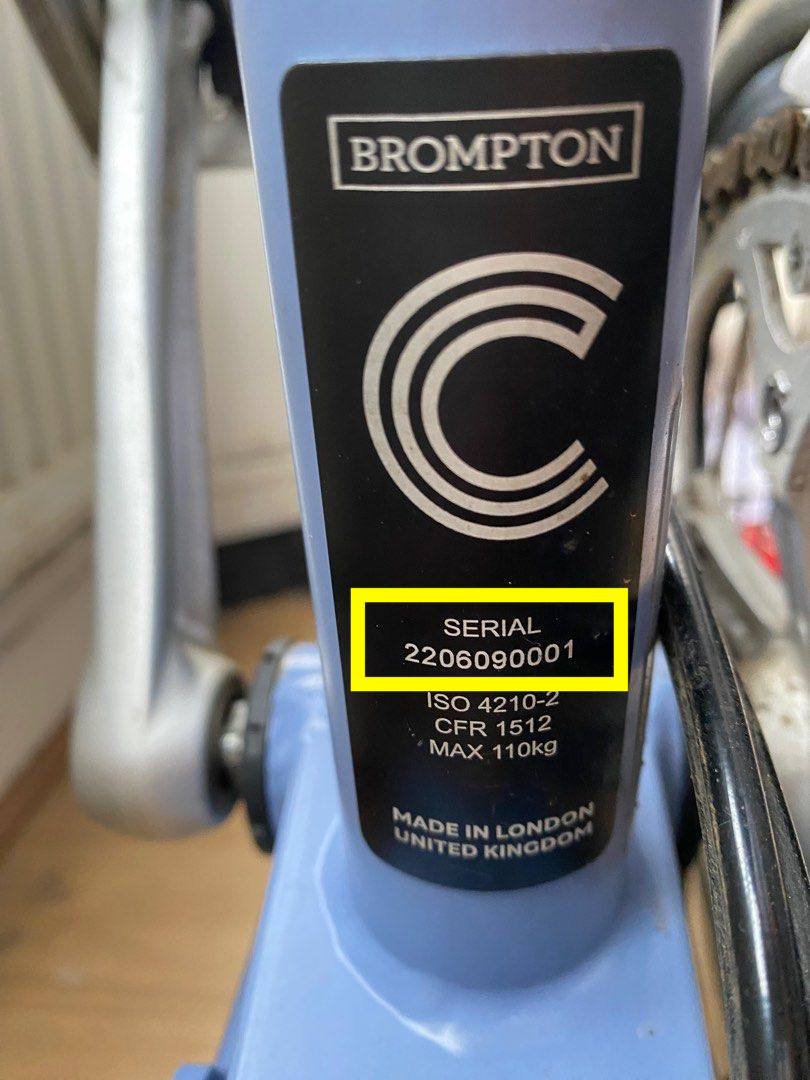 BROMPTON
C
SERIAL
2206090001
ISO 4210-2
CFR 1512
MAX 110kg
MADE IN LONDON
UNITED KINGDOM